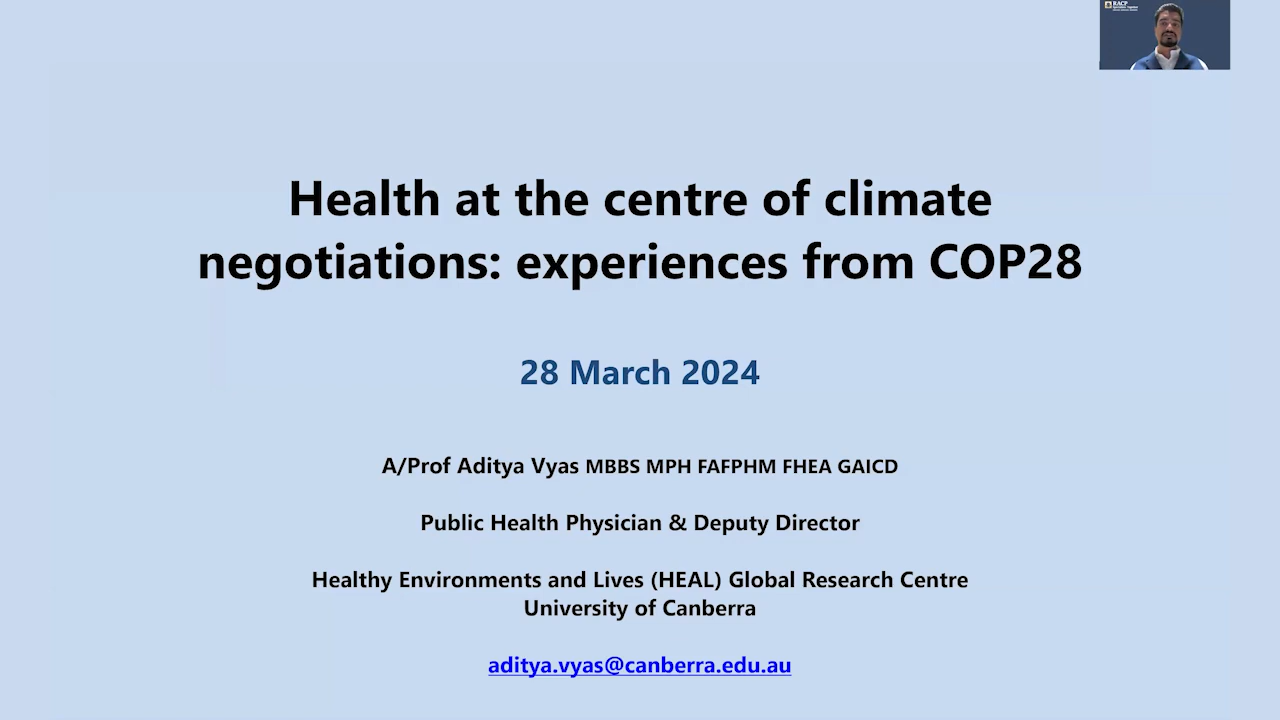 RACP
Health at the centre of climate
negotiations: experiences from COP28
28 March 2024
A/Prof Aditya Vyas MBBS MPH FAFPHM FHEA GAICD
Public Health Physician & Deputy Director
Healthy Environments and Lives (HEAL) Global Research Centre
University of Canberra
aditya.vyas@canberra.edu.au